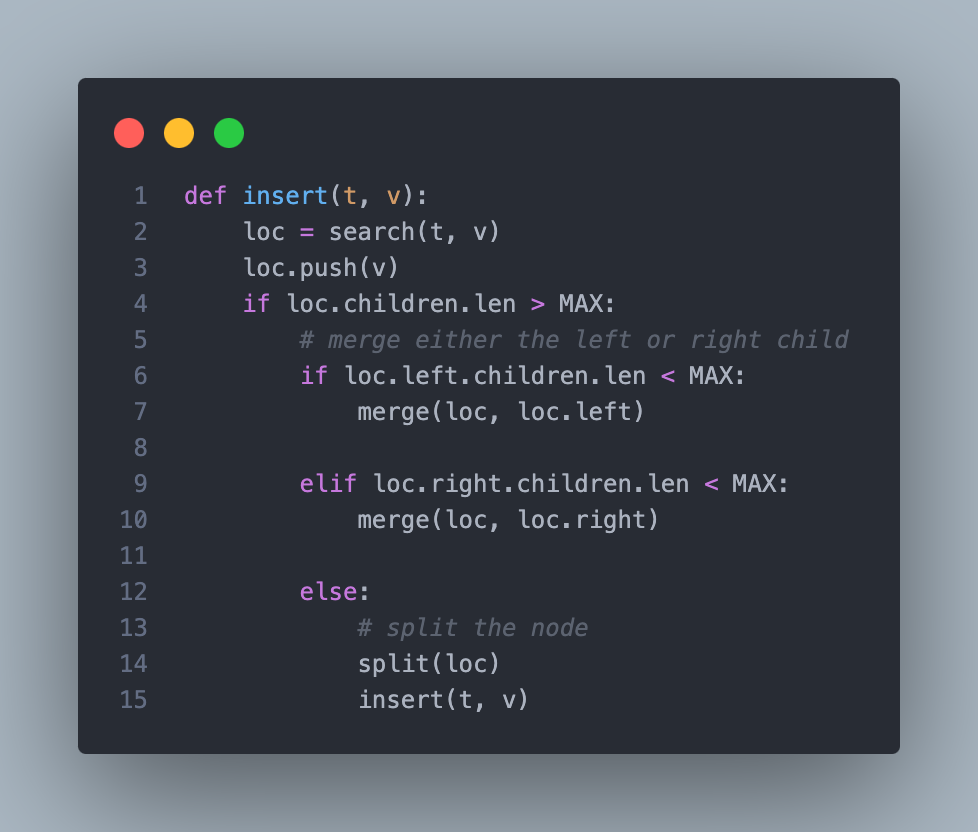 1 def insert(t, v):
2     loc = search(t, v)
3     loc.push(v)
4     if loc.children.len > MAX:
5         # merge either the left or right child
6         if loc.left.children.len < MAX:
7             merge(loc, loc.left)
8
9         elif loc.right.children.len < MAX:
10             merge(loc, loc.right)
11
12         else:
13             # split the node
14             split(loc)
15             insert(t, v)